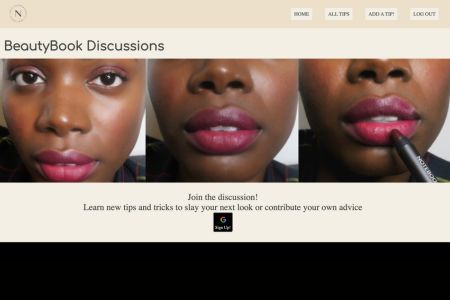 N
HOME
ALL TIPS
ADD A TIP!
LOG OUT
BeautyBook Discussions
NOTEBOO
Join the discussion!
Learn new tips and tricks to slay your next look or contribute your own advice
G
Sign Up!